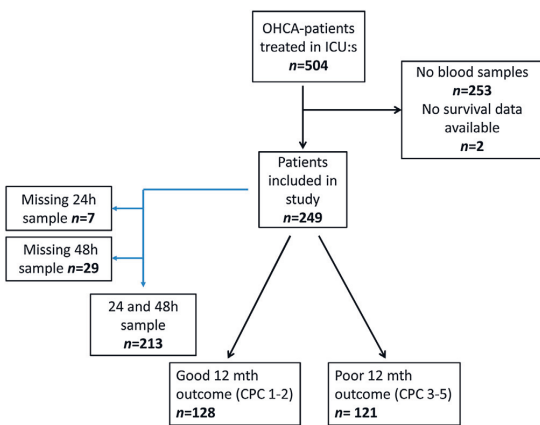 OHCA-patients
treated in ICU:s
n=504
No blood samples
n=253
No survival data
available
n=2
Patients
included in
study
n=249
Missing 24h
sample n=7
Missing 48h
sample n=29
24 and 48h
sample
n=213
Good 12 mth
outcome (CPC 1-2)
n=128
Poor 12 mth
outcome (CPC 3-5)
n= 121